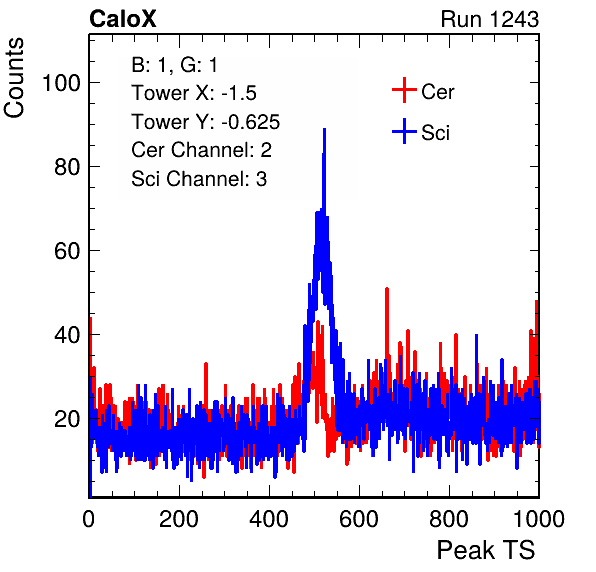 CaloX
Run 1243
Counts
B: 1, G: 1
Tower X: -1.5
Tower Y: -0.625
Cer Channel: 2
Sci Channel: 3
Cer
Sci
100
80
60
40
20
0 200 400 600 800 1000
Peak TS